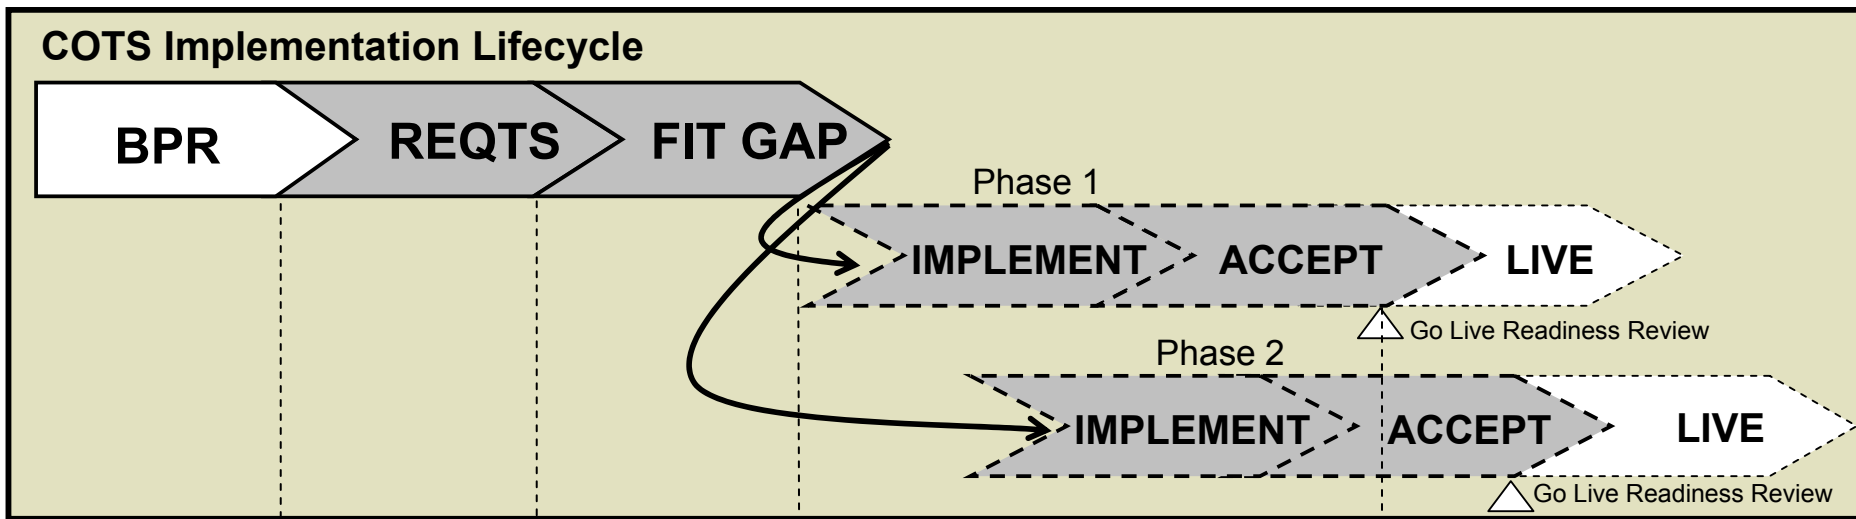 COTS Implementation Lifecycle
BPR
REQTS
FIT GAP
Phase 1
IMPLEMENT
ACCEPT
LIVE
Go Live Readiness Review
Phase 2
IMPLEMENT
ACCEPT
LIVE
Go Live Readiness Review